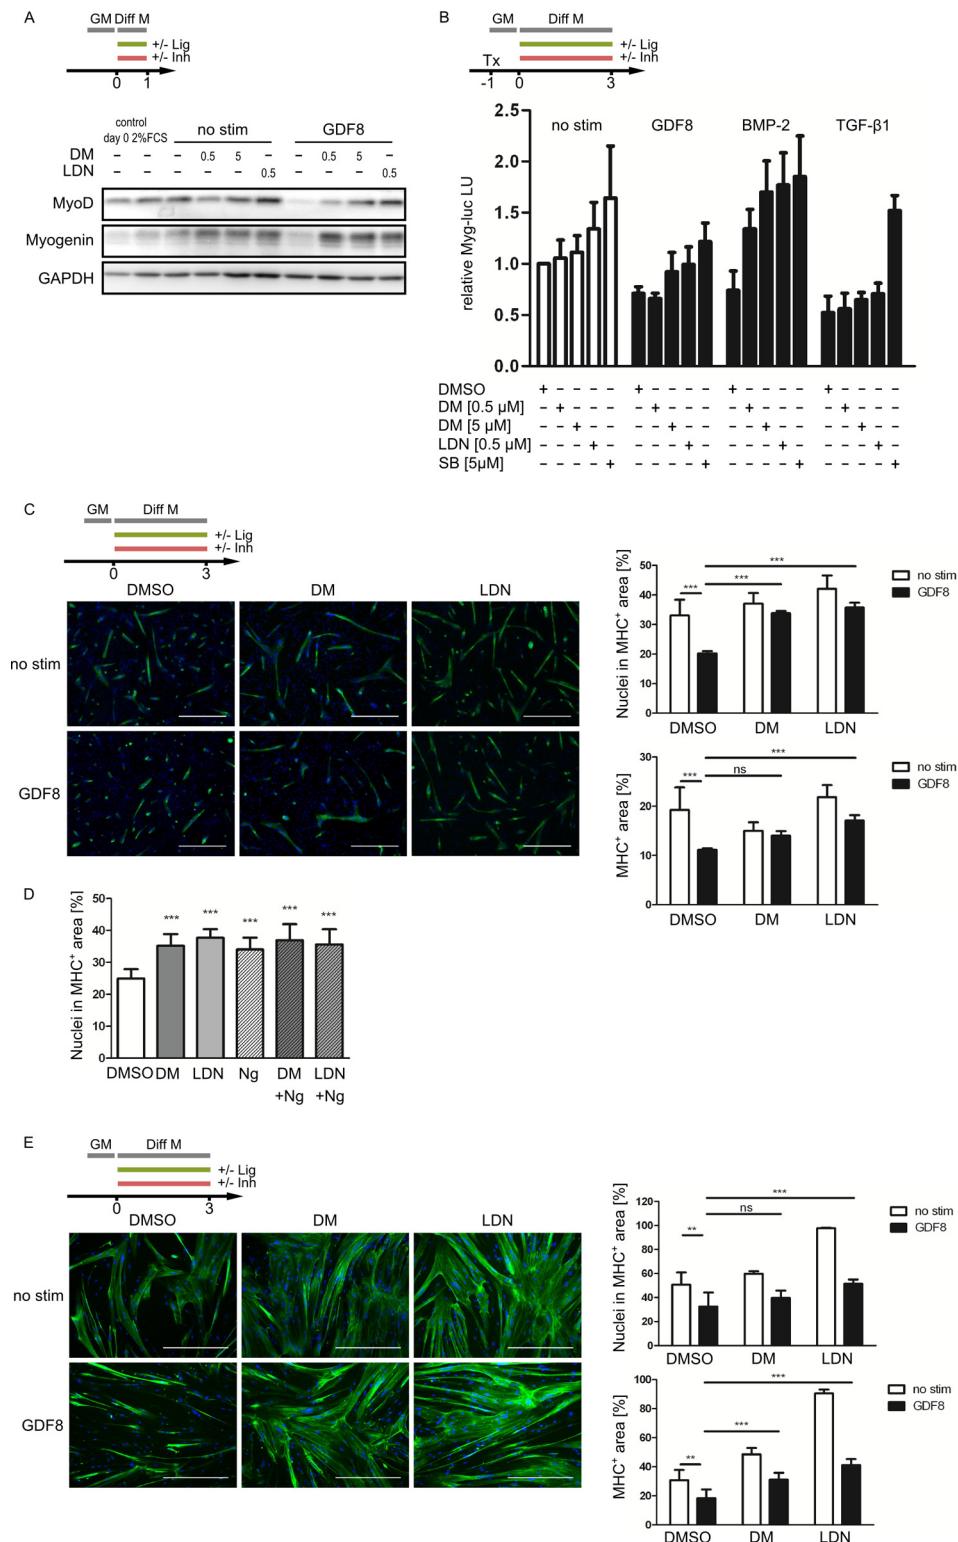 A
GM Diff M
+/- Lig
+/- Inh
0 1
control
day 0 2%FCS no stim GDF8
DM – – – 0.5 5 – – 0.5 5 –
LDN – – – – – 0.5 – – – 0.5
MyoD
Myogenin
GAPDH
B
GM Diff M
+/- Lig
+/- Inh
Tx
-1 0 3
no stim GDF8 BMP-2 TGF-β1
relative Myg-luc LU
2.5
2.0
1.5
1.0
0.5
0.0
DMSO + – – – – + – – – – + – – – – + – – – –
DM [0.5 µM] – + – – – – + – – – – + – – – – + – – –
DM [5 µM] – – + – – – – + – – – – + – – – – + – –
LDN [0.5 µM] – – – + – – – – + – – – – + – – – – + –
SB [5µM] – – – – + – – – – + – – – – + – – – – +
C
GM Diff M
+/- Lig
+/- Inh
0 3
DMSO DM LDN
no stim
GDF8
Nuclei in MHC+ area [%]
50
40
30
20
10
0
***
***
***
no stim
GDF8
DMSO DM LDN
MHC+ area [%]
30
20
10
0
***
ns
***
no stim
GDF8
DMSO DM LDN
D
Nuclei in MHC+ area [%]
50
40
30
20
10
0
*** *** *** *** ***
DMSO DM LDN Ng DM LDN
+Ng +Ng
E
GM Diff M
+/- Lig
+/- Inh
0 3
DMSO DM LDN
no stim
GDF8
Nuclei in MHC+ area [%]
120
100
80
60
40
20
0
***
ns
**
no stim
GDF8
DMSO DM LDN
MHC+ area [%]
100
80
60
40
20
0
***
***
**
no stim
GDF8
DMSO DM LDN